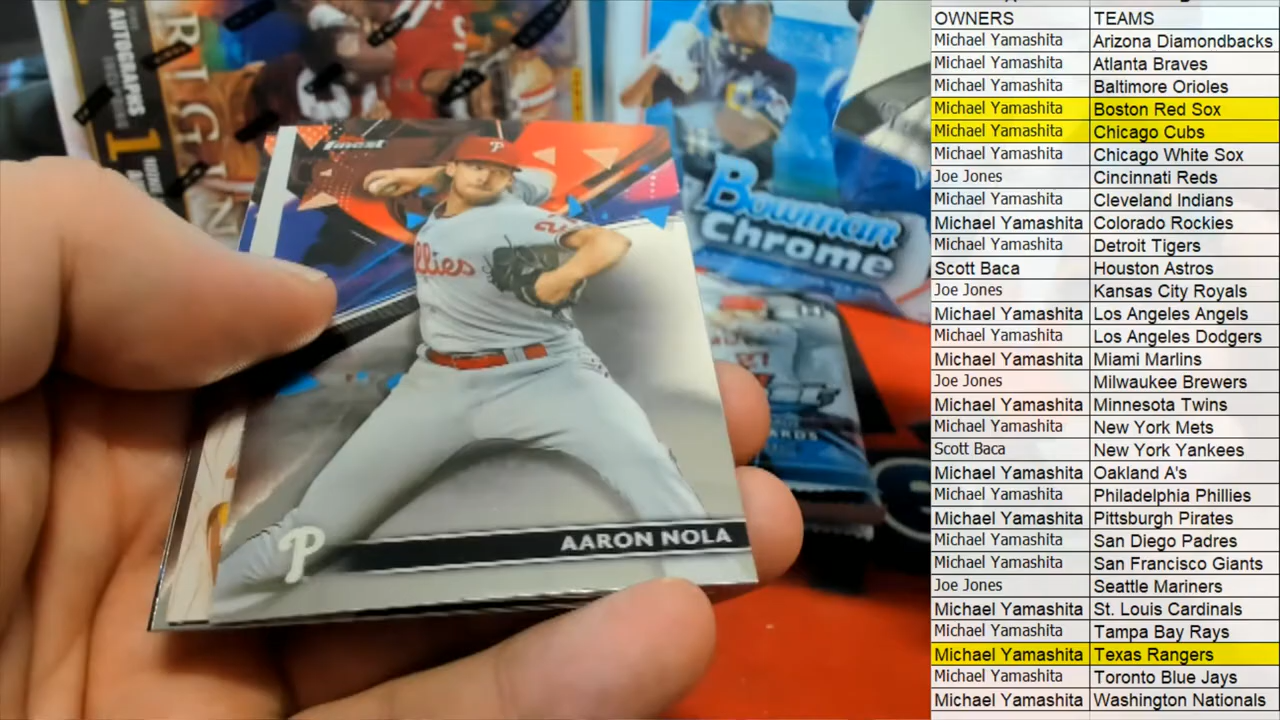 AUTOGRAPHS
1
ORIGIN
finest
P
llies
2
Bowman
Chrome
CARDS
P
AARON NOLA
OWNERS TEAMS
Michael Yamashita Arizona Diamondbacks
Michael Yamashita Atlanta Braves
Michael Yamashita Baltimore Orioles
Michael Yamashita Boston Red Sox
Michael Yamashita Chicago Cubs
Michael Yamashita Chicago White Sox
Joe Jones Cincinnati Reds
Michael Yamashita Cleveland Indians
Michael Yamashita Colorado Rockies
Michael Yamashita Detroit Tigers
Scott Baca Houston Astros
Joe Jones Kansas City Royals
Michael Yamashita Los Angeles Angels
Michael Yamashita Los Angeles Dodgers
Michael Yamashita Miami Marlins
Joe Jones Milwaukee Brewers
Michael Yamashita Minnesota Twins
Michael Yamashita New York Mets
Scott Baca New York Yankees
Michael Yamashita Oakland A's
Michael Yamashita Philadelphia Phillies
Michael Yamashita Pittsburgh Pirates
Michael Yamashita San Diego Padres
Michael Yamashita San Francisco Giants
Joe Jones Seattle Mariners
Michael Yamashita St. Louis Cardinals
Michael Yamashita Tampa Bay Rays
Michael Yamashita Texas Rangers
Michael Yamashita Toronto Blue Jays
Michael Yamashita Washington Nationals